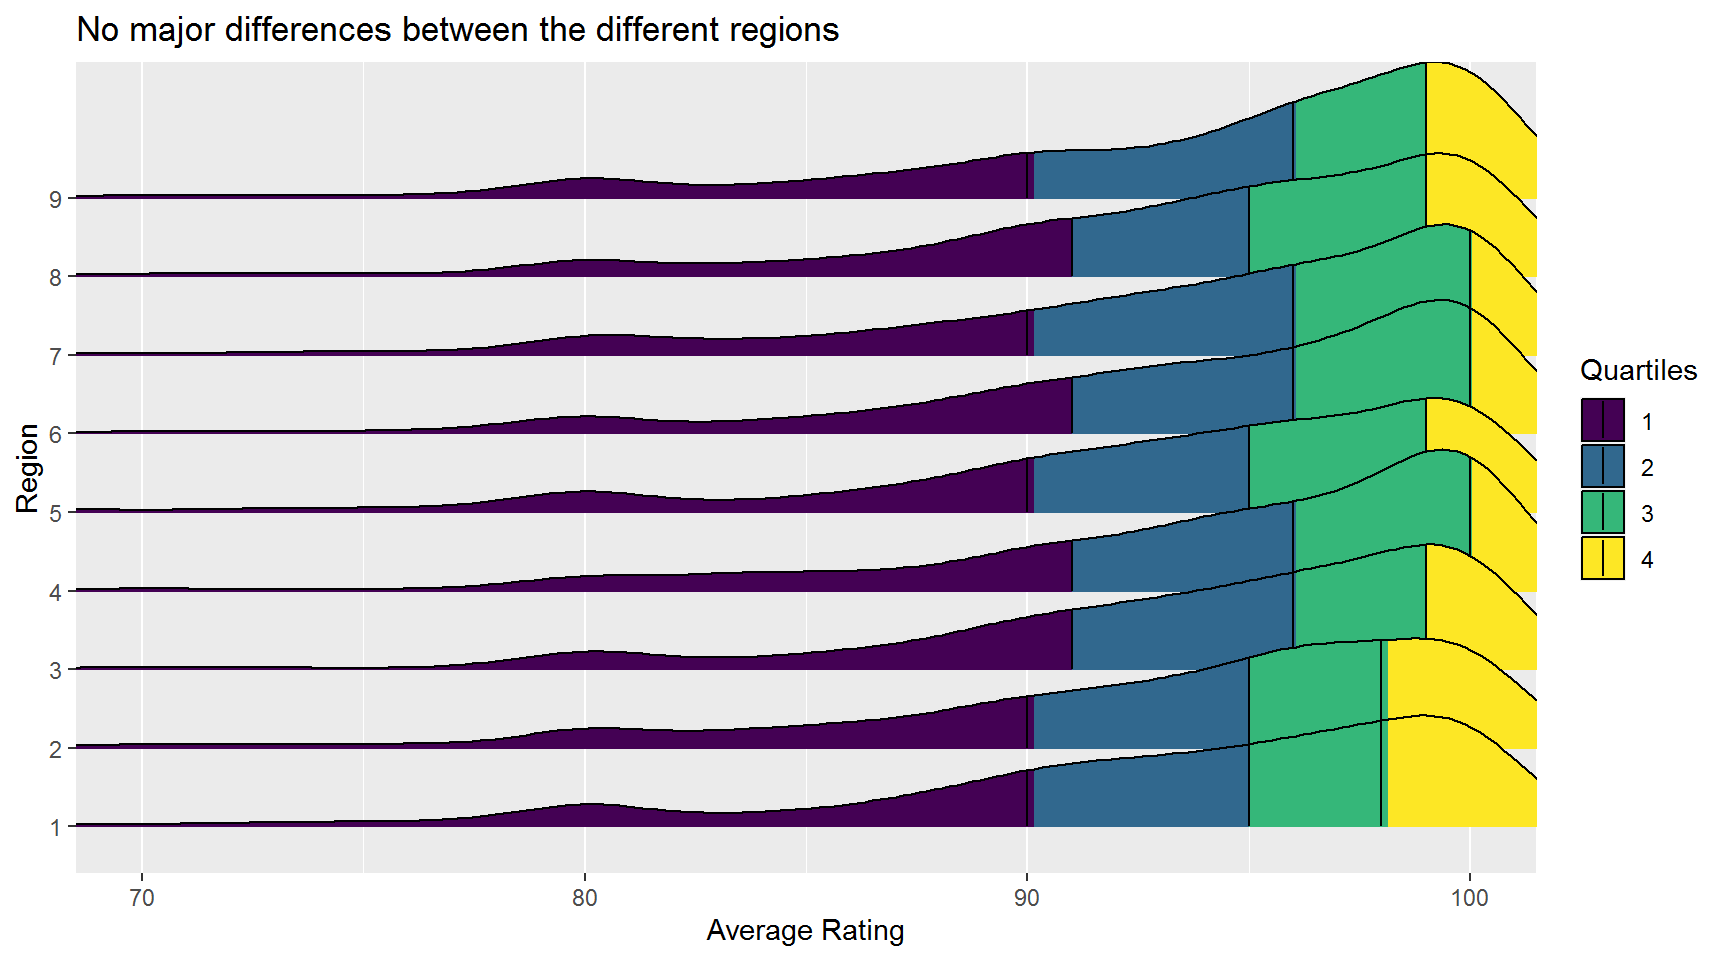 No major differences between the different regions
Region
9
8
7
6
5
4
3
2
1
70 80 90 100
Average Rating
Quartiles
1
2
3
4